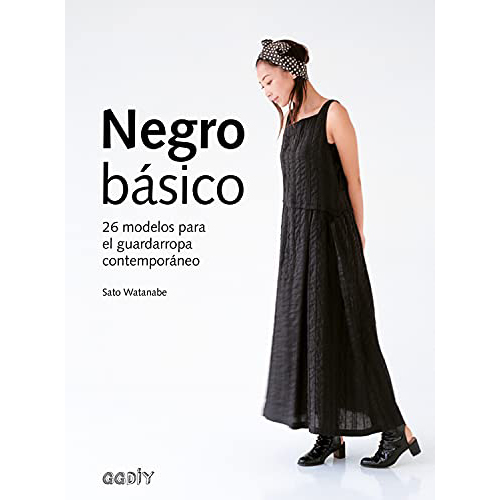 Negro
básico
26 modelos para
el guardarropa
contemporáneo
Sato Watanabe
GGDIY